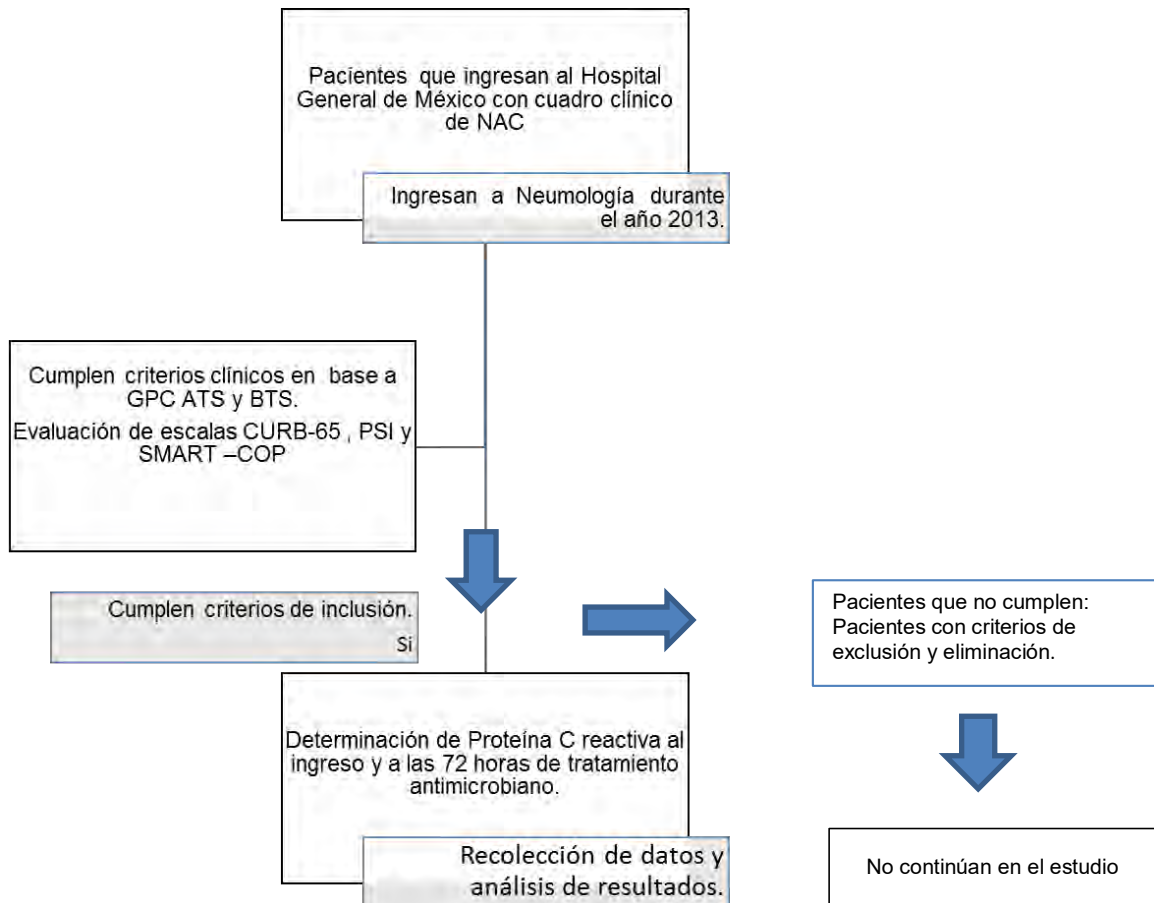 Pacientes que ingresan al Hospital
General de México con cuadro clínico
de NAC
Ingresan a Neumología durante
el año 2013.
Cumplen criterios clínicos en base a
GPC ATS y BTS.
Evaluación de escalas CURB-65 , PSI y
SMART –COP
Cumplen criterios de inclusión.
Si
Pacientes que no cumplen:
Pacientes con criterios de
exclusión y eliminación.
Determinación de Proteína C reactiva al
ingreso y a las 72 horas de tratamiento
antimicrobiano.
Recolección de datos y
análisis de resultados.
No continúan en el estudio